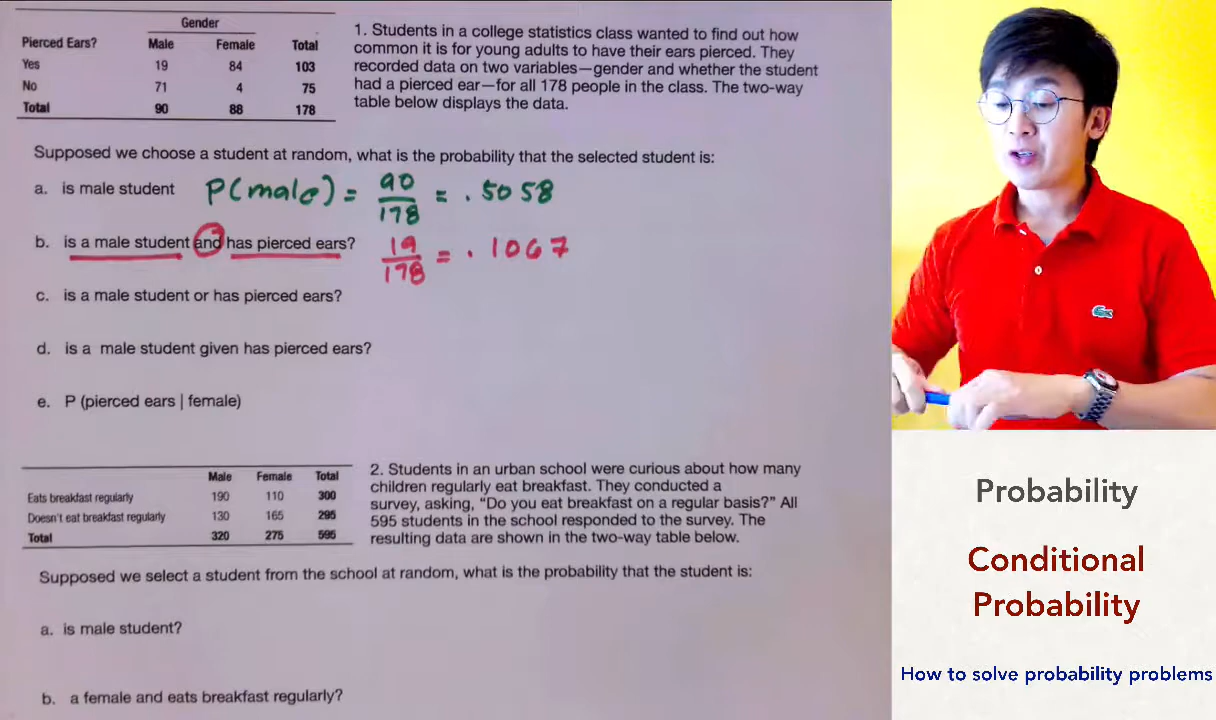 Gender
Pierced Ears? Male Female Total
Yes 19 84 103
No 71 4 75
Total 90 88 178
1. Students in a college statistics class wanted to find out how
common it is for young adults to have their ears pierced. They
recorded data on two variables—gender and whether the student
had a pierced ear—for all 178 people in the class. The two-way
table below displays the data.
Supposed we choose a student at random, what is the probability that the selected student is:
a. is male student P(male) = 90/178 = .5058
b. is a male student and has pierced ears? 19/178 = .1067
c. is a male student or has pierced ears?
d. is a male student given has pierced ears?
e. P (pierced ears | female)
Male Female Total
Eats breakfast regularly 190 110 300
Doesn't eat breakfast regularly 130 165 295
Total 320 275 595
2. Students in an urban school were curious about how many
children regularly eat breakfast. They conducted a
survey, asking, “Do you eat breakfast on a regular basis?” All
595 students in the school responded to the survey. The
resulting data are shown in the two-way table below.
Supposed we select a student from the school at random, what is the probability that the student is:
a. is male student?
b. a female and eats breakfast regularly?
Probability
Conditional
Probability
How to solve probability problems